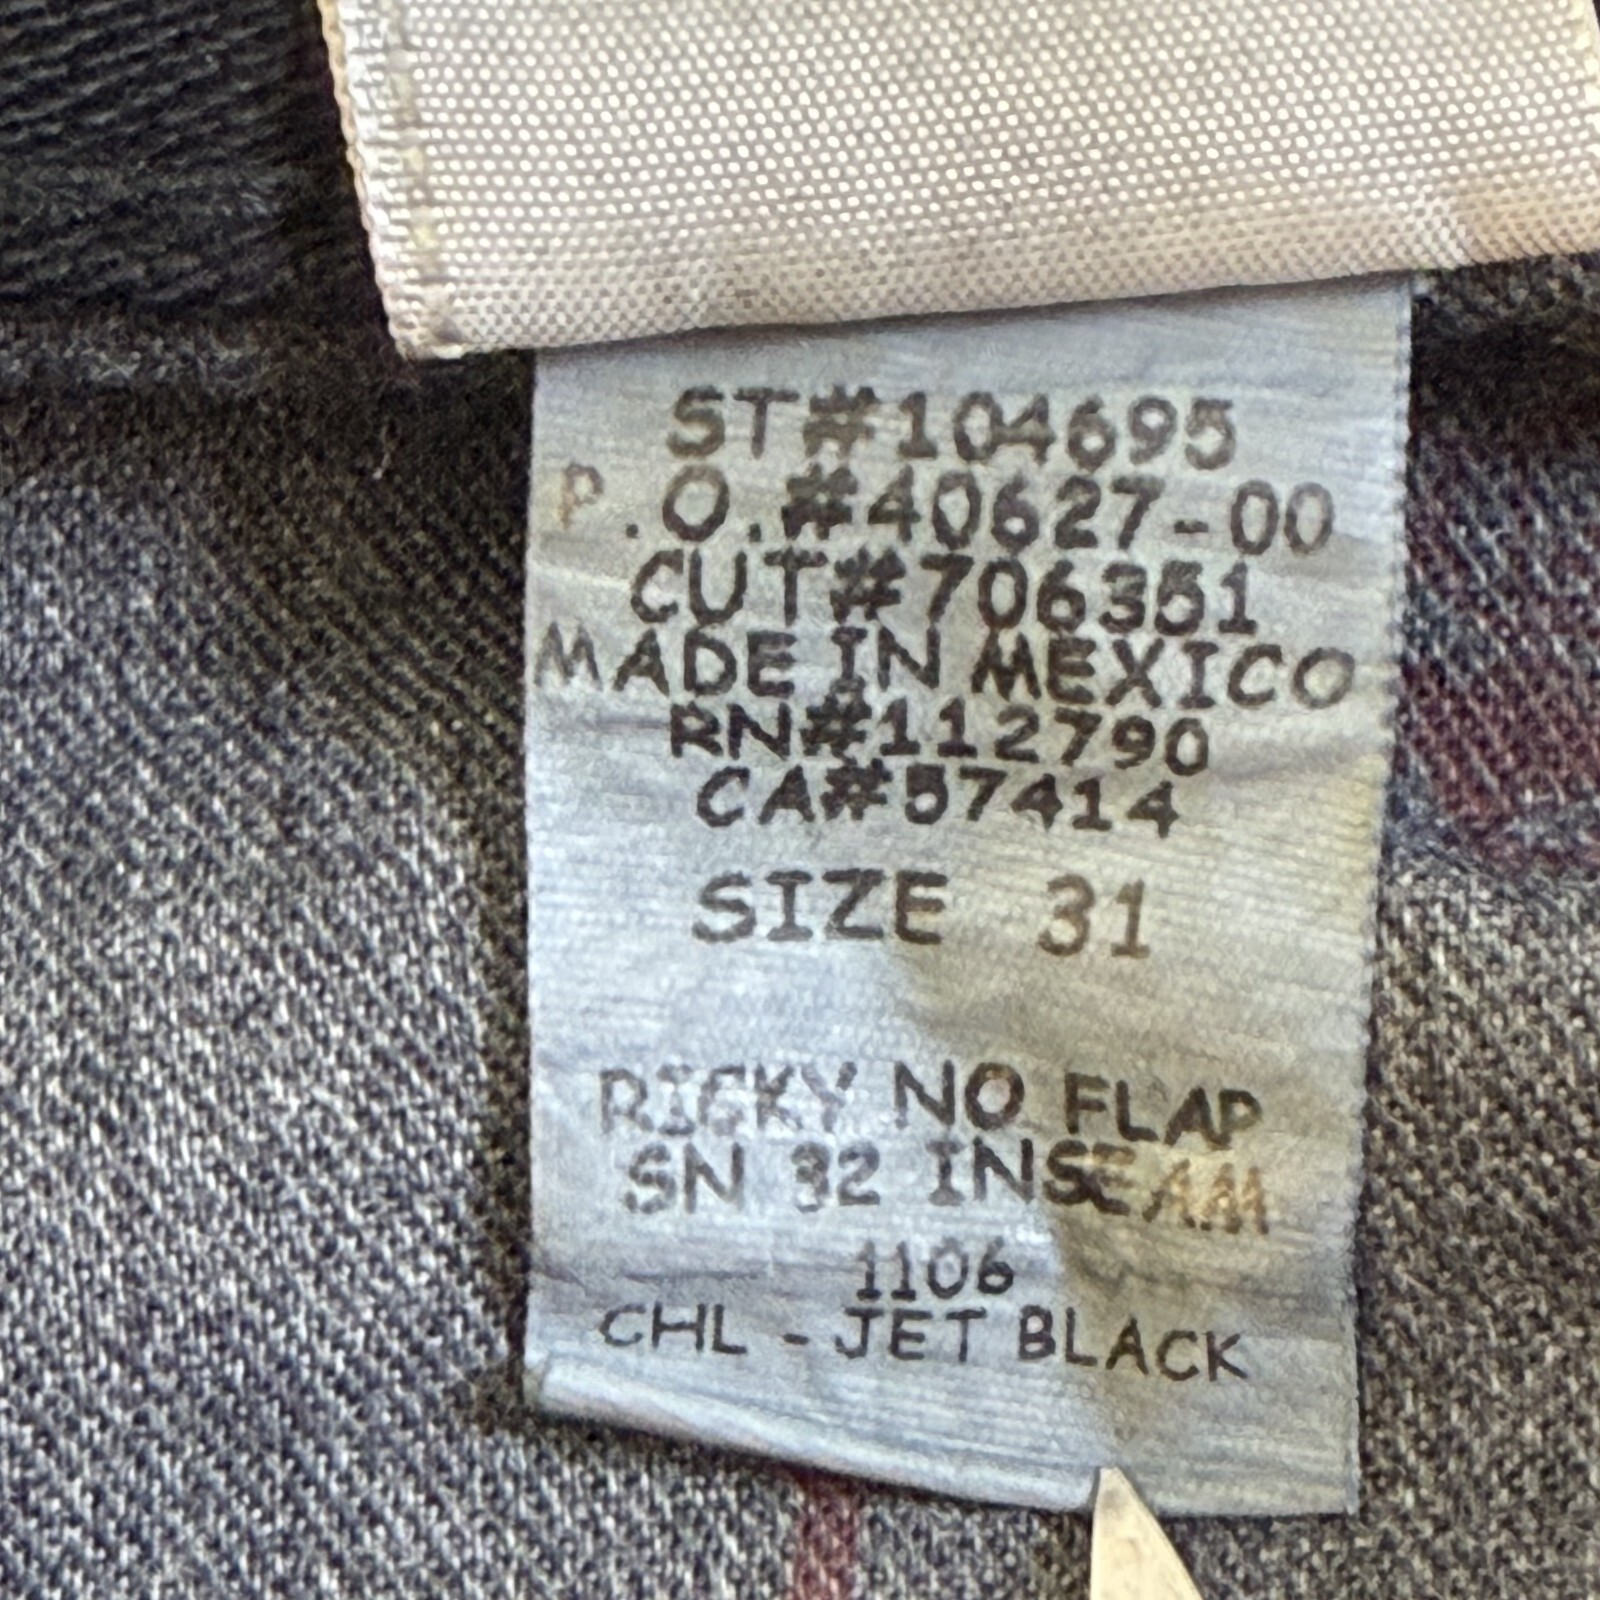 ST#104695
P.O.#40627-00
CUT#706351
MADE IN MEXICO
RN#112790
CA#57414
SIZE 31
RICKY NO FLAP
SN 32 INSEAM
1106
CHL - JET BLACK